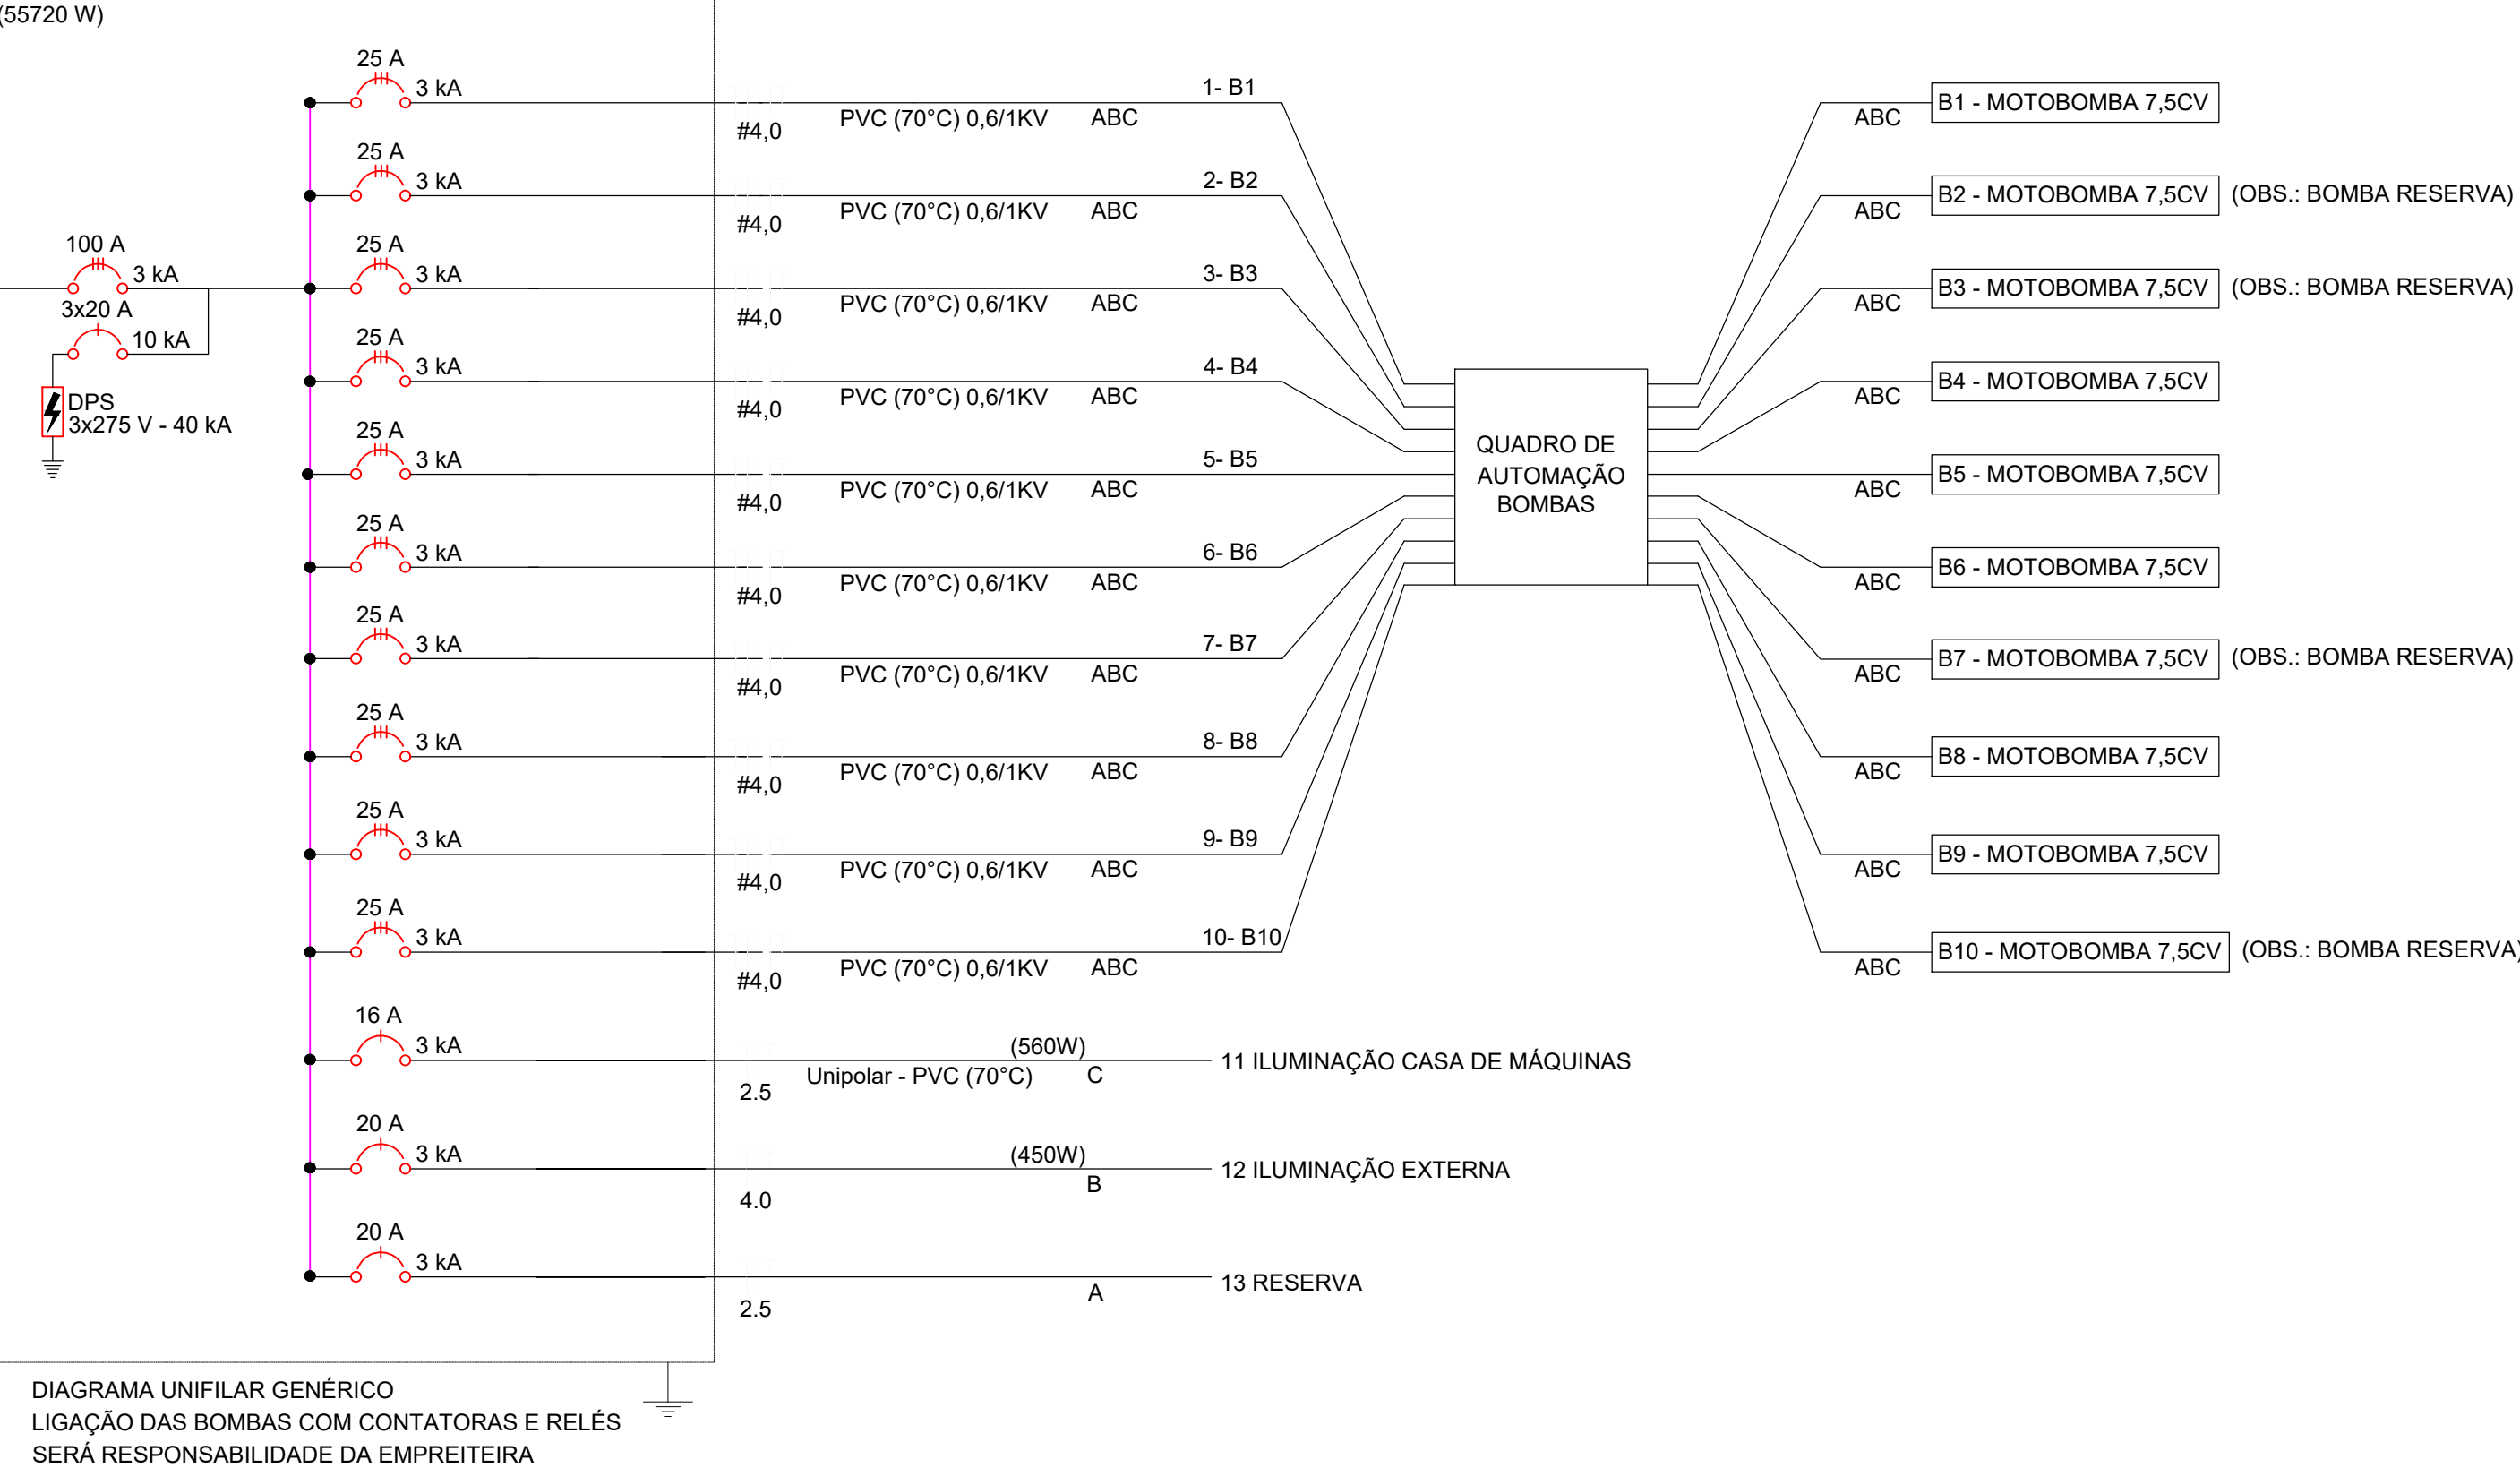 (55720 W)
25 A
3 kA
#4,0
PVC (70°C) 0,6/1KV
ABC
1- B1
ABC
B1 - MOTOBOMBA 7,5CV
25 A
3 kA
#4,0
PVC (70°C) 0,6/1KV
ABC
2- B2
ABC
B2 - MOTOBOMBA 7,5CV
(OBS.: BOMBA RESERVA)
100 A
3 kA
3x20 A
10 kA
DPS
3x275 V - 40 kA
25 A
3 kA
#4,0
PVC (70°C) 0,6/1KV
ABC
3- B3
ABC
B3 - MOTOBOMBA 7,5CV
(OBS.: BOMBA RESERVA)
25 A
3 kA
#4,0
PVC (70°C) 0,6/1KV
ABC
4- B4
ABC
B4 - MOTOBOMBA 7,5CV
25 A
3 kA
#4,0
PVC (70°C) 0,6/1KV
ABC
5- B5
QUADRO DE
AUTOMAÇÃO
BOMBAS
ABC
B5 - MOTOBOMBA 7,5CV
25 A
3 kA
#4,0
PVC (70°C) 0,6/1KV
ABC
6- B6
ABC
B6 - MOTOBOMBA 7,5CV
25 A
3 kA
#4,0
PVC (70°C) 0,6/1KV
ABC
7- B7
ABC
B7 - MOTOBOMBA 7,5CV
(OBS.: BOMBA RESERVA)
25 A
3 kA
#4,0
PVC (70°C) 0,6/1KV
ABC
8- B8
ABC
B8 - MOTOBOMBA 7,5CV
25 A
3 kA
#4,0
PVC (70°C) 0,6/1KV
ABC
9- B9
ABC
B9 - MOTOBOMBA 7,5CV
25 A
3 kA
#4,0
PVC (70°C) 0,6/1KV
ABC
10- B10
ABC
B10 - MOTOBOMBA 7,5CV
(OBS.: BOMBA RESERVA)
16 A
3 kA
2.5
Unipolar - PVC (70°C)
(560W)
C
11 ILUMINAÇÃO CASA DE MÁQUINAS
20 A
3 kA
4.0
(450W)
B
12 ILUMINAÇÃO EXTERNA
20 A
3 kA
2.5
A
13 RESERVA
DIAGRAMA UNIFILAR GENÉRICO
LIGAÇÃO DAS BOMBAS COM CONTATORAS E RELÉS
SERÁ RESPONSABILIDADE DA EMPREITEIRA